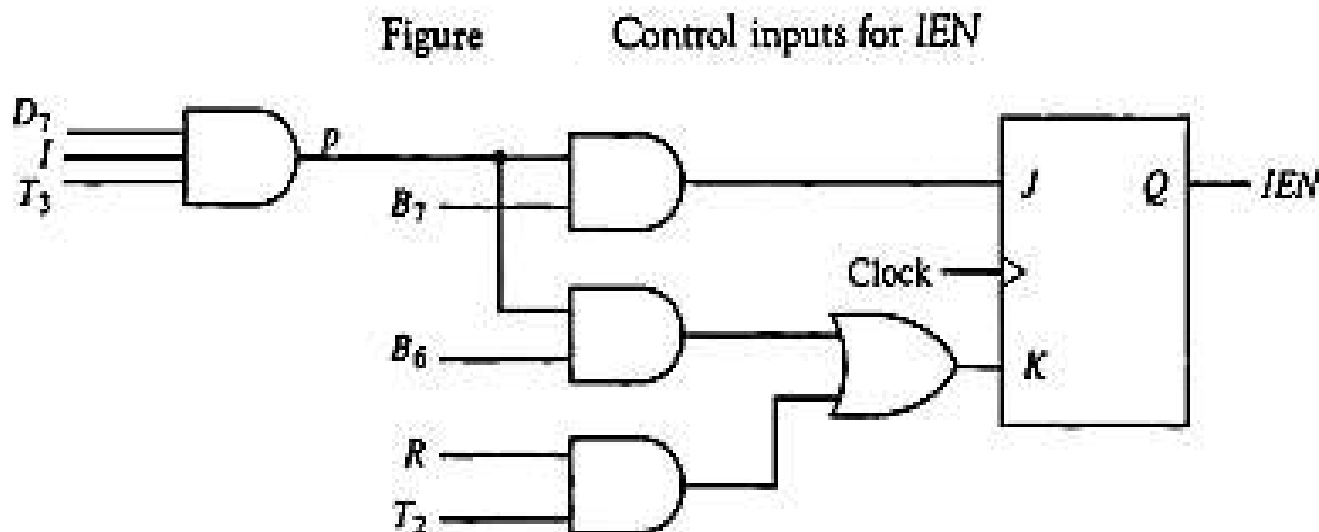 Figure Control inputs for IEN
D₇
I
T₃
p
B₇
J
Q
IEN
Clock
B₆
K
R
T₂